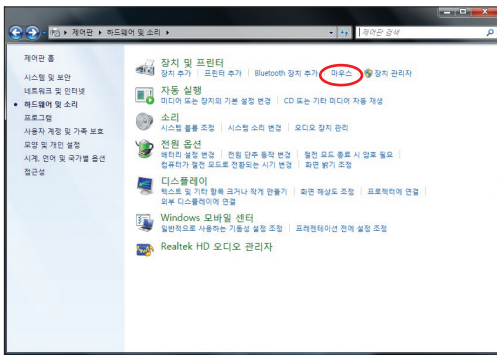 제어판 ▸ 하드웨어 및 소리 ▸
제어판 검색
제어판 홈
시스템 및 보안
네트워크 및 인터넷
하드웨어 및 소리
프로그램
사용자 계정 및 가족 보호
모양 및 개인 설정
시계, 언어 및 국가별 옵션
접근성
장치 및 프린터
장치 추가 | 프린터 추가 | Bluetooth 장치 추가 | 마우스 | 장치 관리자
자동 실행
미디어 또는 장치의 기본 설정 변경 | CD 또는 기타 미디어 자동 재생
소리
시스템 볼륨 조정 | 시스템 소리 변경 | 오디오 장치 관리
전원 옵션
배터리 설정 변경 | 전원 단추 동작 변경 | 절전 모드 종료 시 암호 필요 |
컴퓨터가 절전 모드로 전환되는 시기 변경 | 화면 밝기 조정
디스플레이
텍스트 및 기타 항목 크거나 작게 만들기 | 화면 해상도 조정 | 프로젝터에 연결 |
외부 디스플레이에 연결
Windows 모바일 센터
일반적으로 사용하는 기동성 설정 조정 | 프레젠테이션 전에 설정 조정
Realtek HD 오디오 관리자